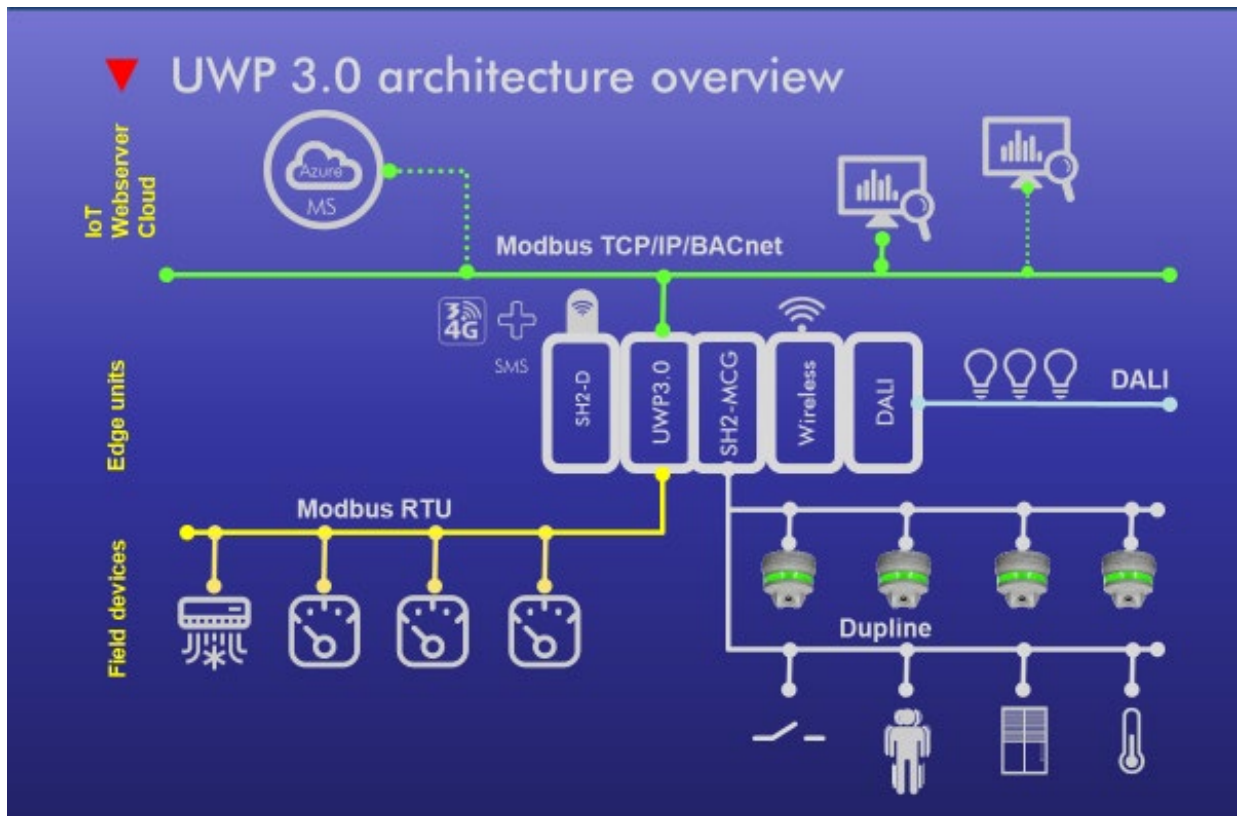 UWP 3.0 architecture overview
IoT
Webserver
Cloud
Azure
MS
Modbus TCP/IP/BACnet
3
4G
SMS
Edge units
SH2-D
UWP3.0
SH2-MCG
Wireless
DALI
DALI
Modbus RTU
Field devices
Dupline